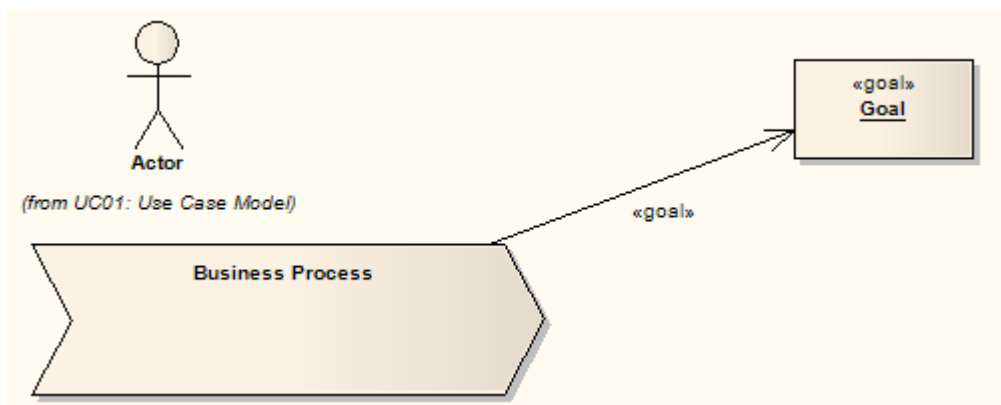 «goal»
Goal
Actor
(from UC01: Use Case Model)
«goal»
Business Process